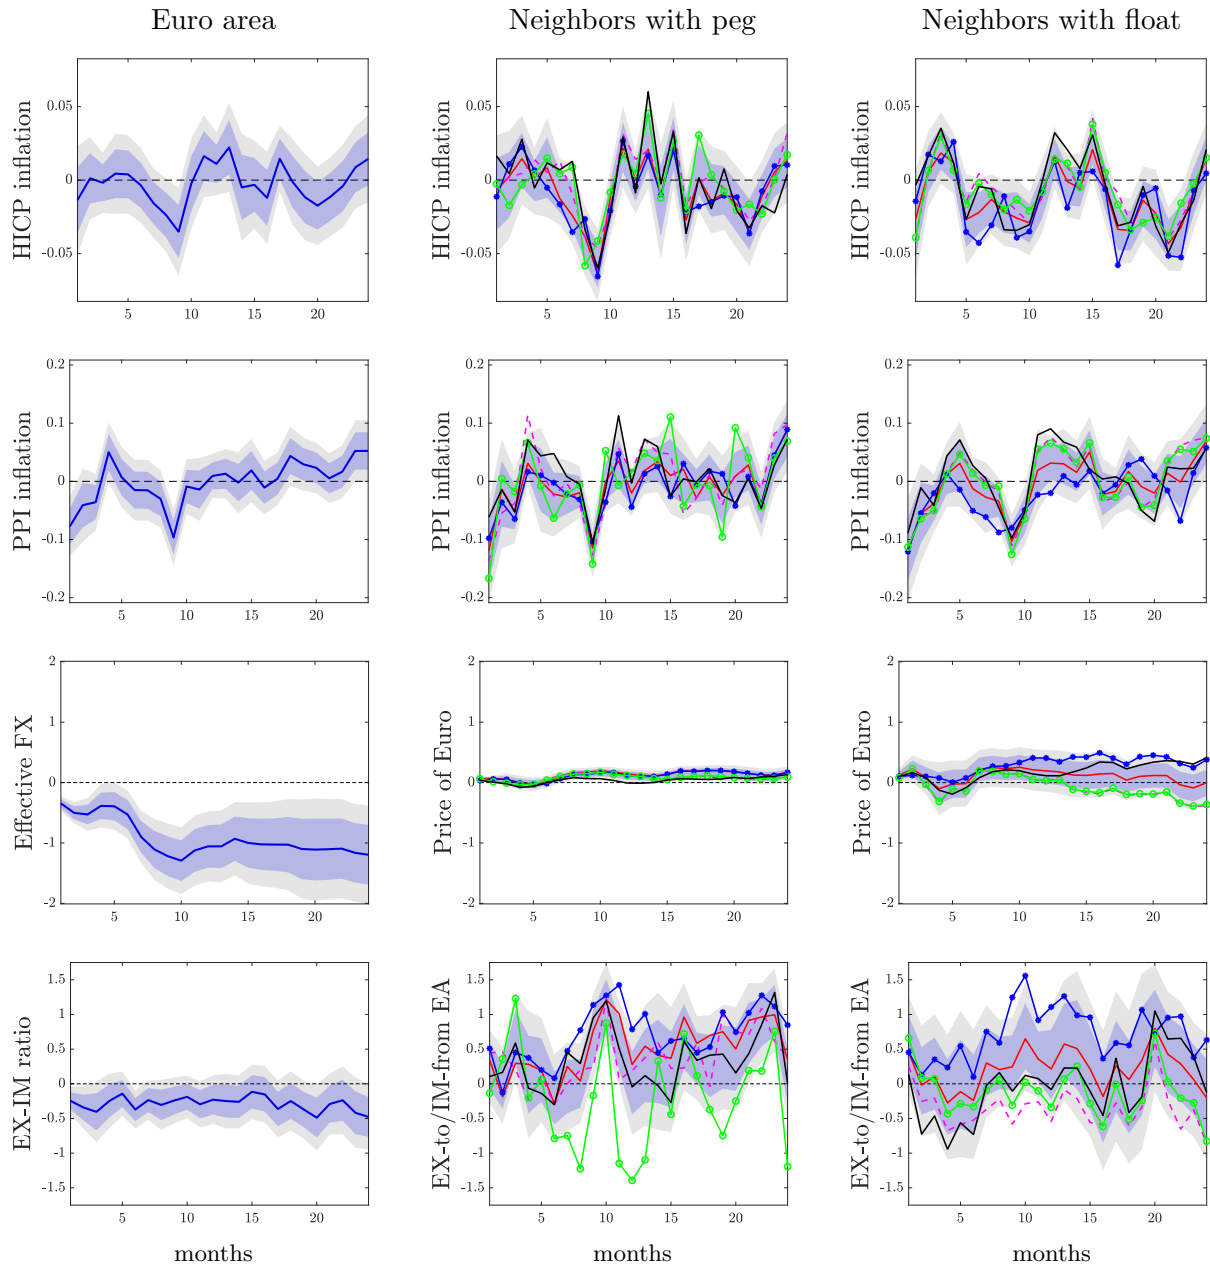 Euro area Neighbors with peg Neighbors with float
HICP inflation HICP inflation HICP inflation
0.05 0.05 0.05
0 0 0
-0.05 -0.05 -0.05
5 10 15 20 5 10 15 20 5 10 15 20
PPI inflation PPI inflation PPI inflation
0.2 0.2 0.2
0.1 0.1 0.1
0 0 0
-0.1 -0.1 -0.1
-0.2 -0.2 -0.2
5 10 15 20 5 10 15 20 5 10 15 20
Effective FX Price of Euro Price of Euro
2 2 2
1 1 1
0 0 0
-1 -1 -1
-2 -2 -2
5 10 15 20 5 10 15 20 5 10 15 20
EX-IM ratio EX-to/IM-from EA EX-to/IM-from EA
1.5 1.5 1.5
1 1 1
0.5 0.5 0.5
0 0 0
-0.5 -0.5 -0.5
-1 -1 -1
-1.5 -1.5 -1.5
5 10 15 20 5 10 15 20 5 10 15 20
months months months